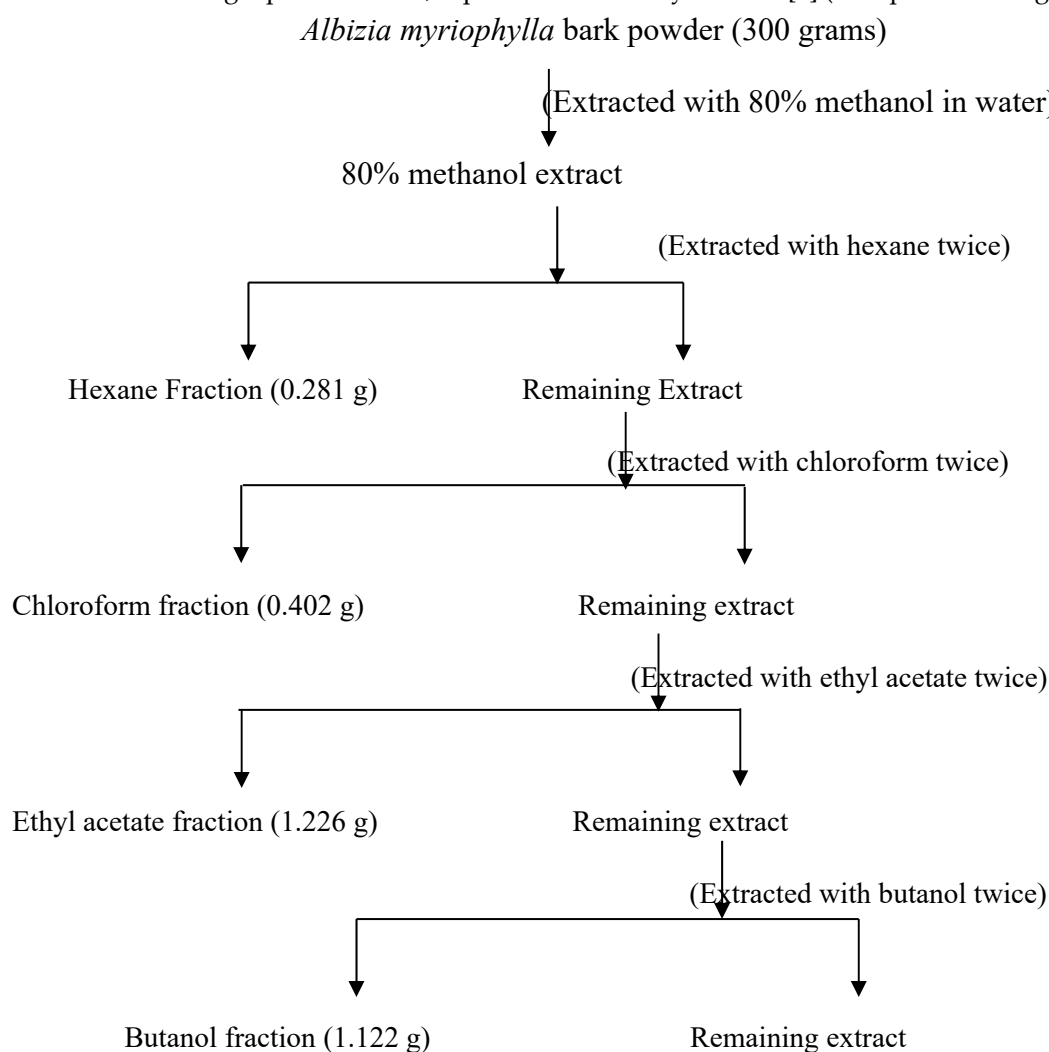 Albizia myriophylla bark powder (300 grams)
(Extracted with 80% methanol in water)
80% methanol extract
(Extracted with hexane twice)
Hexane Fraction (0.281 g) Remaining Extract
(Extracted with chloroform twice)
Chloroform fraction (0.402 g) Remaining extract
(Extracted with ethyl acetate twice)
Ethyl acetate fraction (1.226 g) Remaining extract
(Extracted with butanol twice)
Butanol fraction (1.122 g) Remaining extract